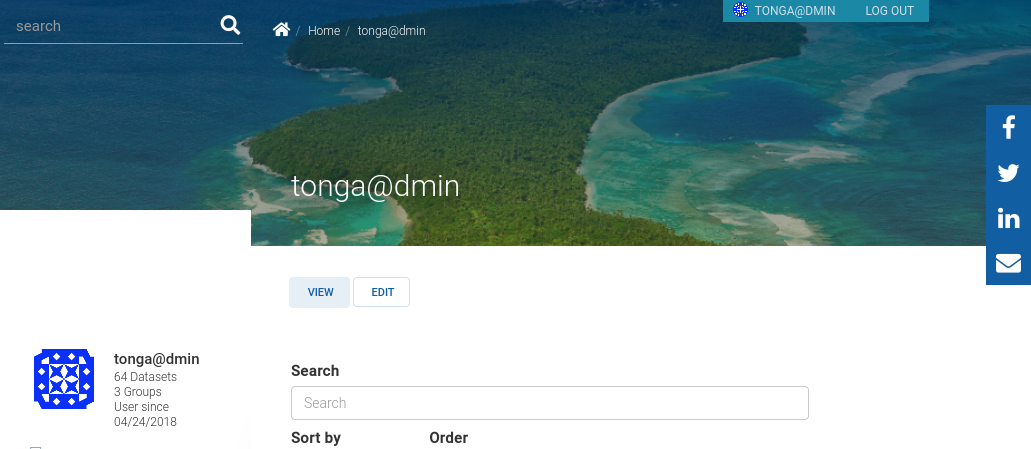 search
TONGA@DMIN LOG OUT
/ Home / tonga@dmin
tonga@dmin
VIEW EDIT
tonga@dmin
64 Datasets
3 Groups
User since
04/24/2018
Search
Search
Sort by Order